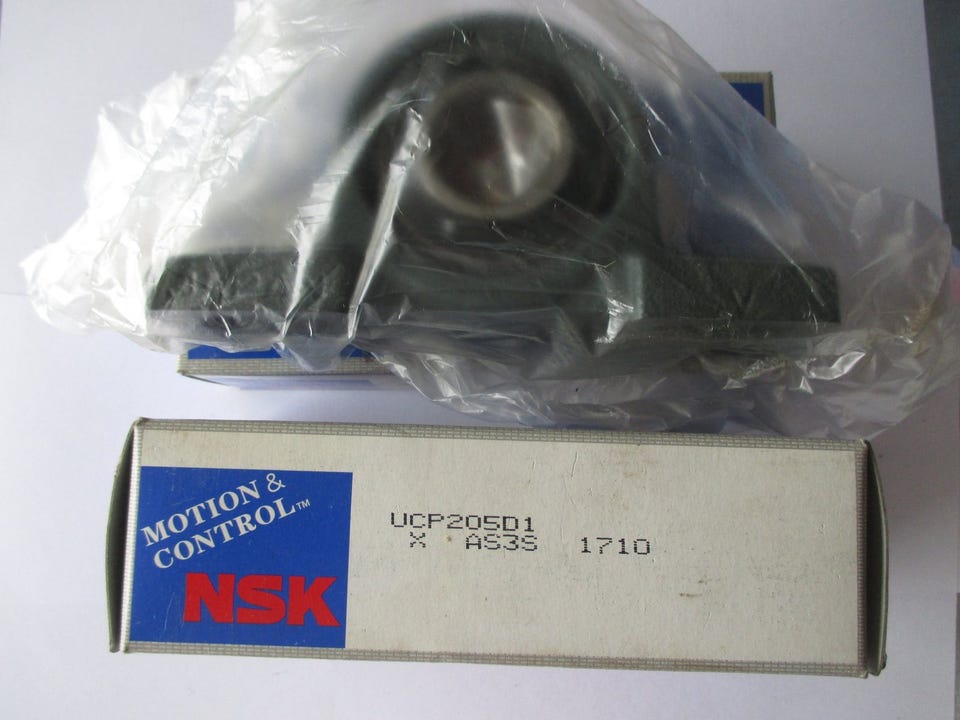 MOTION &
CONTROL™
NSK
UCP205D1
X AS3S 1710